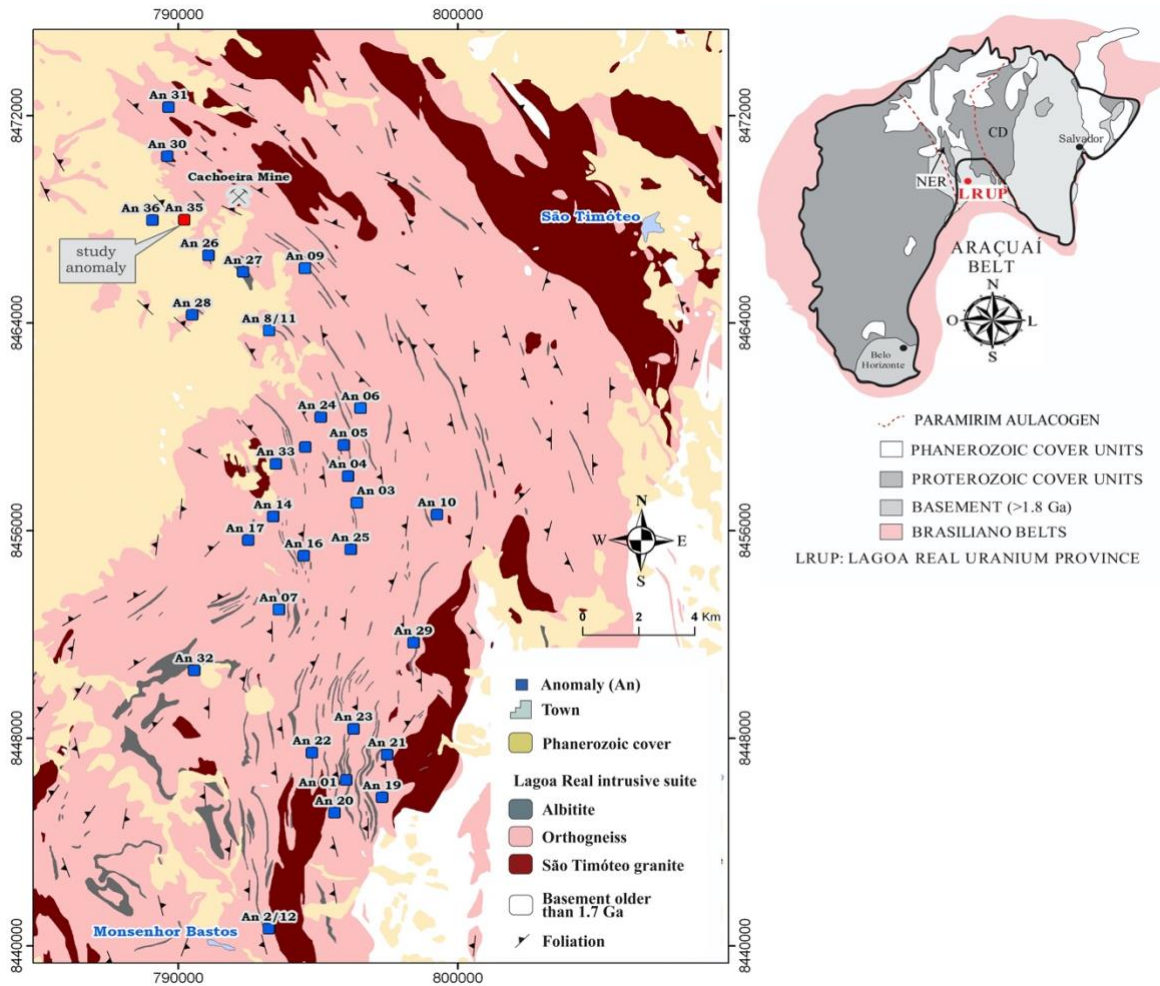 790000
800000
8472000
8472000
An 31
An 30
Cachoeira Mine
An 36
An 35
study
anomaly
São Timóteo
An 26
An 27
An 09
An 28
An 8/11
8464000
8464000
An 24
An 06
An 05
An 33
An 04
An 03
An 14
An 10
An 17
An 16
An 25
8456000
8456000
N
W
E
S
0 2 4 Km
An 07
An 29
An 32
An 23
An 22
An 21
An 01
An 19
An 20
8448000
8448000
An 2/12
Monsenhor Bastos
8440000
8440000
790000
800000
Anomaly (An)
Town
Phanerozoic cover
Lagoa Real intrusive suite
Albitite
Orthogneiss
São Timóteo granite
Basement older
than 1.7 Ga
Foliation
CD
Salvador
NER
LRUP
ARAÇUAÍ
BELT
N
O
L
S
Belo
Horizonte
PARAMIRIM AULACOGEN
PHANEROZOIC COVER UNITS
PROTEROZOIC COVER UNITS
BASEMENT (>1.8 Ga)
BRASILIANO BELTS
LRUP: LAGOA REAL URANIUM PROVINCE